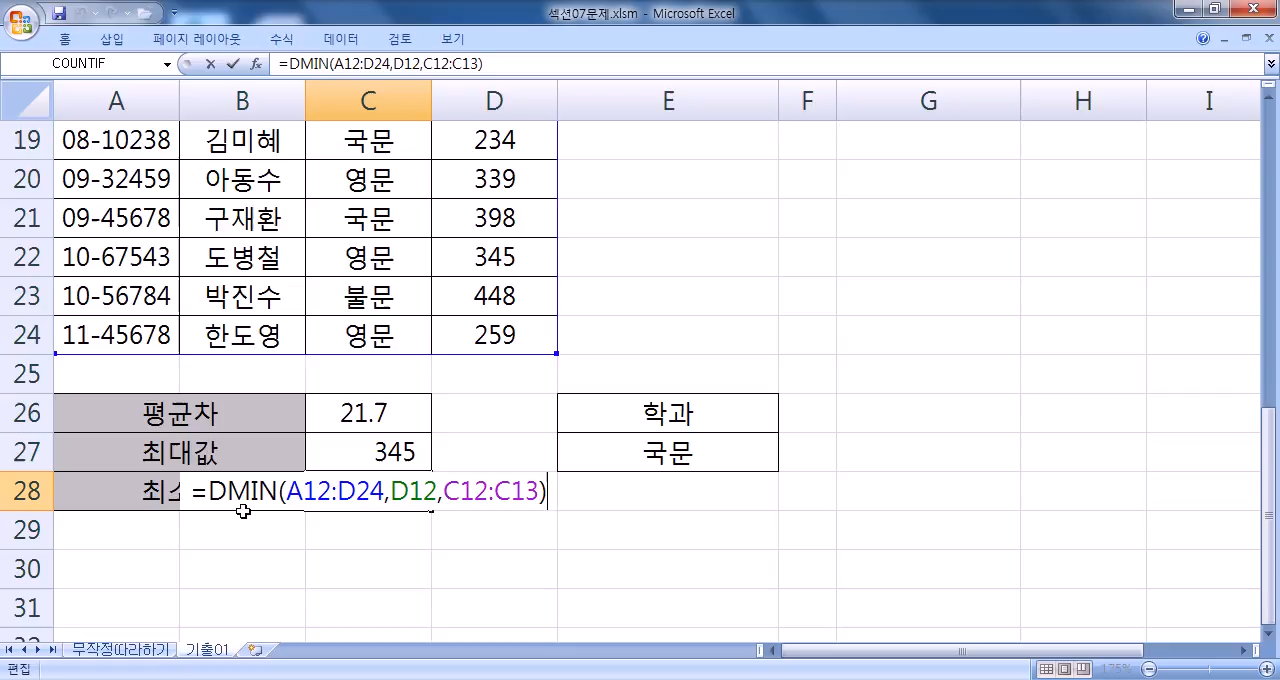 섹션07문제.xlsm - Microsoft Excel
홈 삽입 페이지 레이아웃 수식 데이터 검토 보기
COUNTIF =DMIN(A12:D24,D12,C12:C13)
A B C D E F G H I
19 08-10238 김미혜 국문 234
20 09-32459 아동수 영문 339
21 09-45678 구재환 국문 398
22 10-67543 도병철 영문 345
23 10-56784 박진수 불문 448
24 11-45678 한도영 영문 259
25
26 평균차 21.7 학과
27 최대값 345 국문
28 =DMIN(A12:D24,D12,C12:C13)
29
30
31
무작정따라하기 기출01
편집 175%